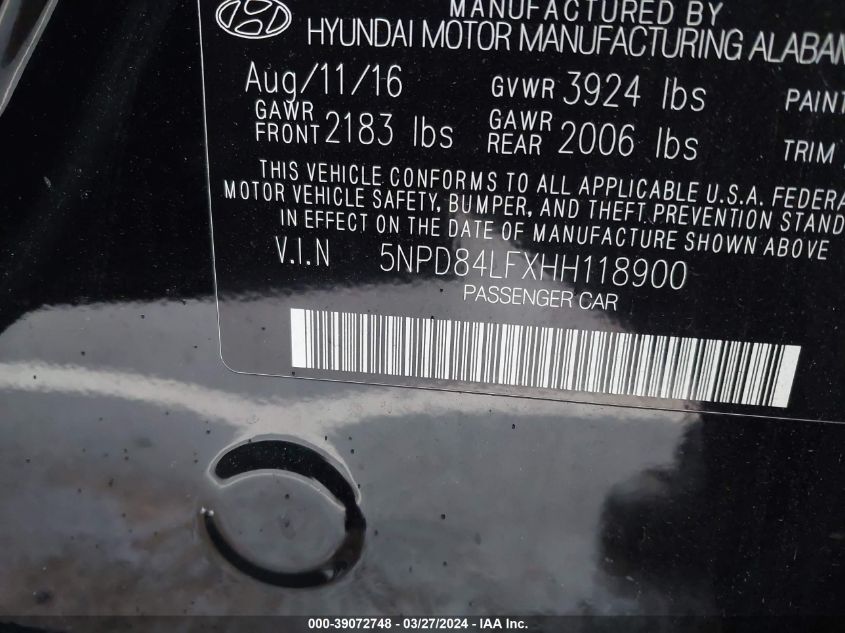 MANUFACTURED BY
HYUNDAI MOTOR MANUFACTURING
Aug/11/16 GVWR 3924 lbs PAINT
GAWR FRONT 2183 lbs GAWR REAR 2006 lbs TRIM
THIS VEHICLE CONFORMS TO ALL APPLICABLE U.S.A. FEDERA
MOTOR VEHICLE SAFETY, BUMPER, AND THEFT PREVENTION STAND
IN EFFECT ON THE DATE OF MANUFACTURE SHOWN ABOVE
V.I.N 5NPD84LFXHH118900
PASSENGER CAR
000-39072748 - 03/27/2024 - IAA Inc.